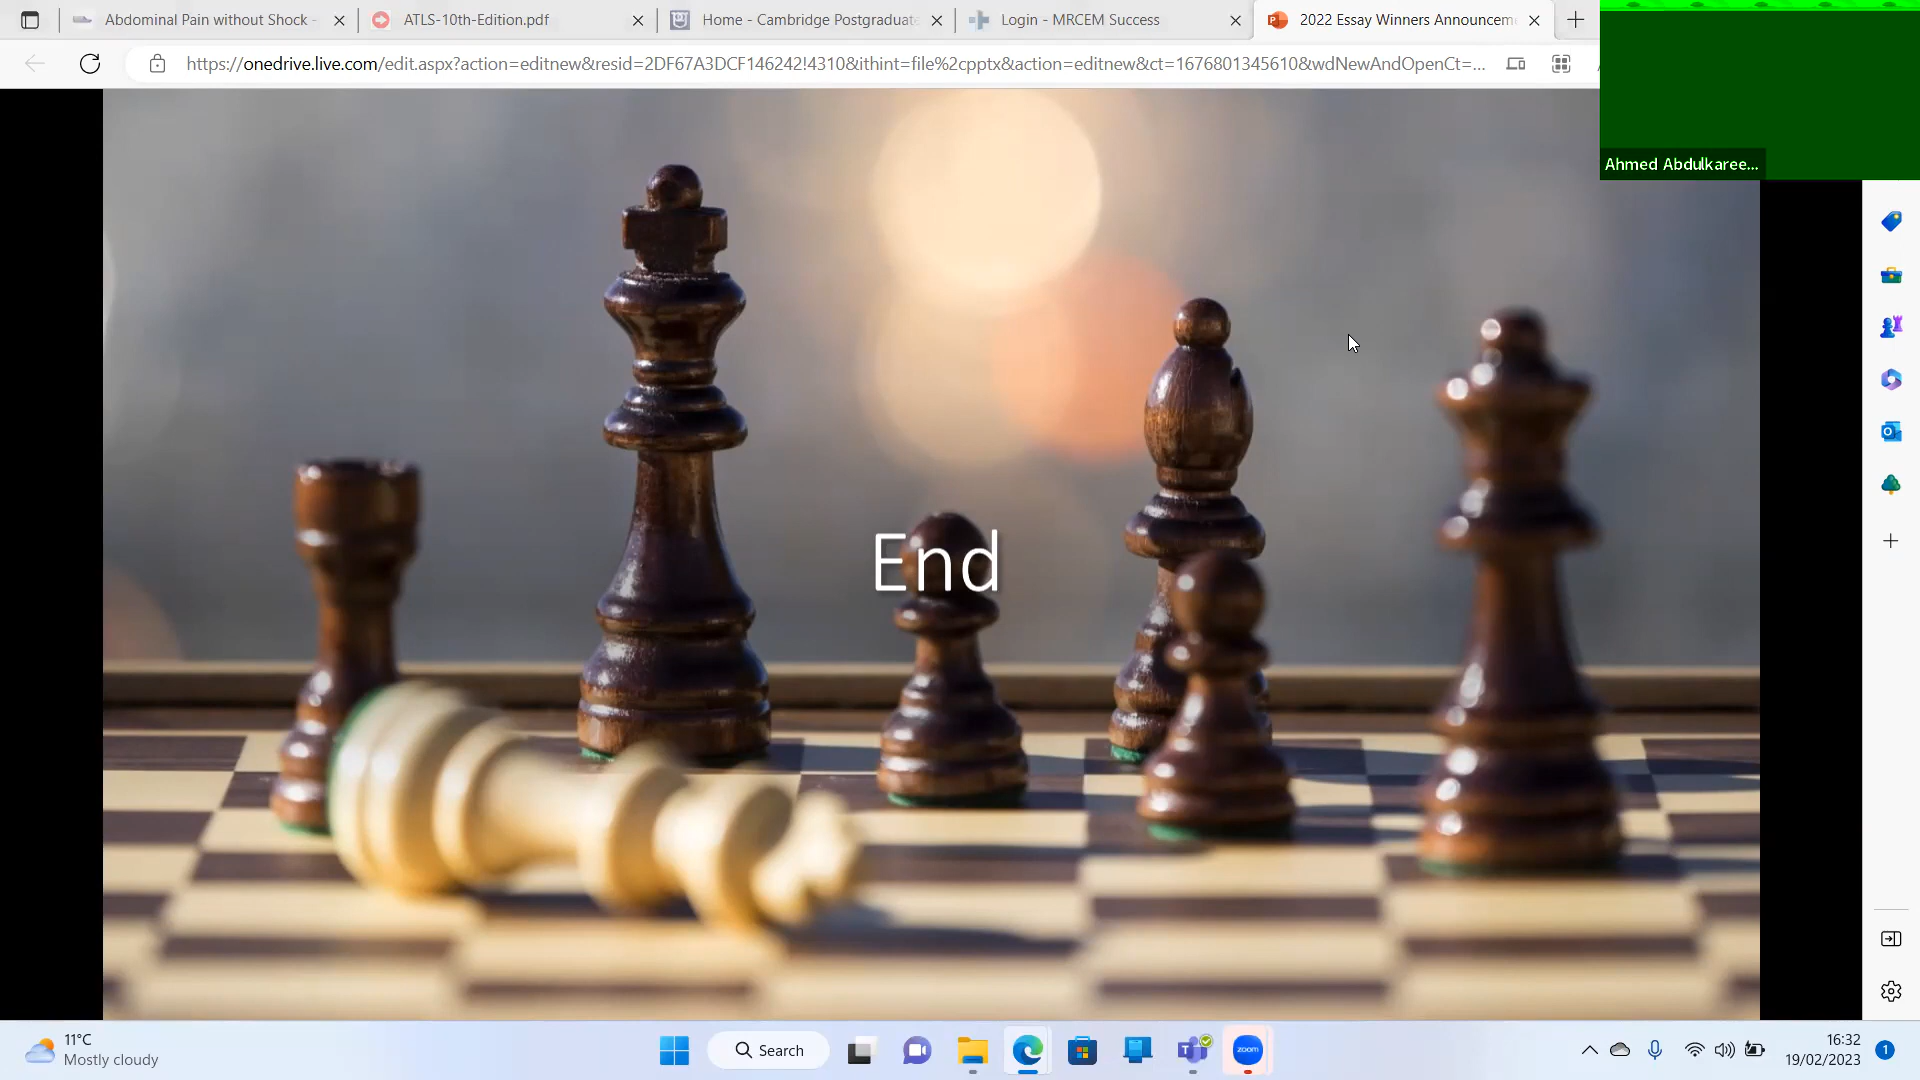 Abdominal Pain without Shock -
ATLS-10th-Edition.pdf
Home - Cambridge Postgraduate
Login - MRCEM Success
2022 Essay Winners Announcem
https://onedrive.live.com/edit.aspx?action=editnew&resid=2DF67A3DCF146242!4310&ithint=file%2cpptx&action=editnew&ct=1676801345610&wdNewAndOpenCt=...
Ahmed Abdulkaree...
End
11°C
Mostly cloudy
Search
zoom
16:32
19/02/2023
1